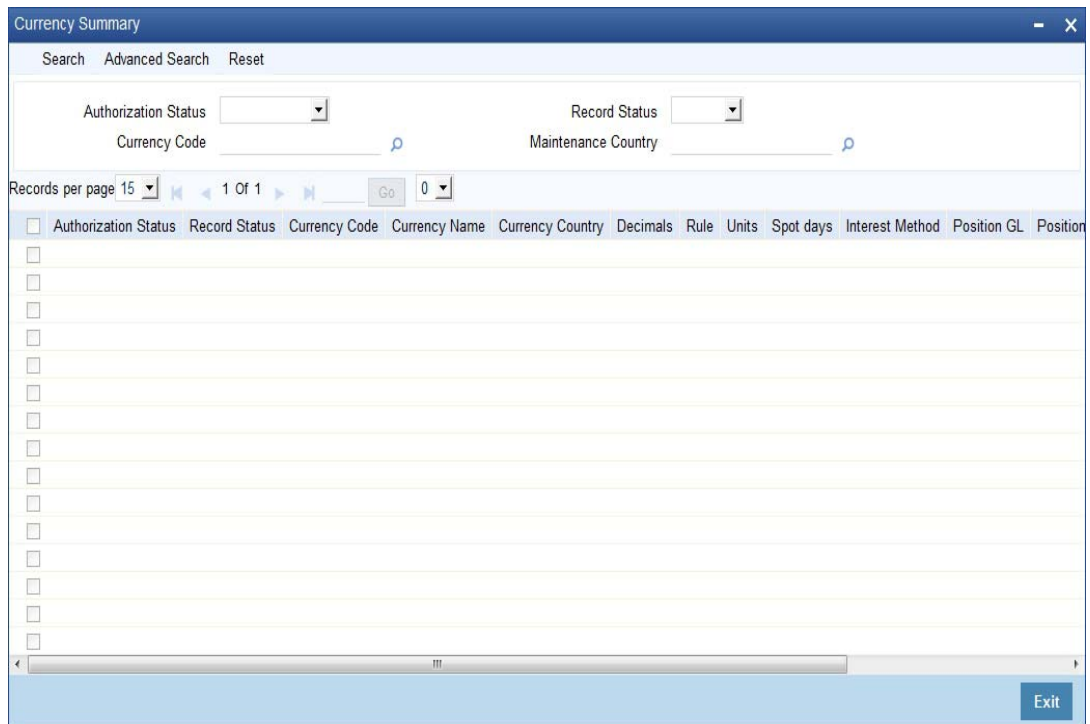 Currency Summary
Search Advanced Search Reset
Authorization Status Record Status
Currency Code Maintenance Country
Records per page 15 1 Of 1 Go 0
Authorization Status Record Status Currency Code Currency Name Currency Country Decimals Rule Units Spot days Interest Method Position GL Position
Exit